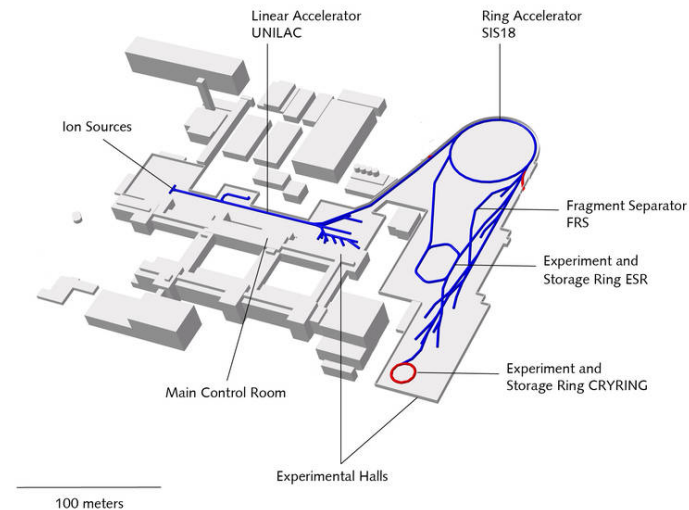 Linear Accelerator
UNILAC
Ring Accelerator
SIS18
Ion Sources
Fragment Separator
FRS
Experiment and
Storage Ring ESR
Experiment and
Storage Ring CRYRING
Main Control Room
Experimental Halls
100 meters